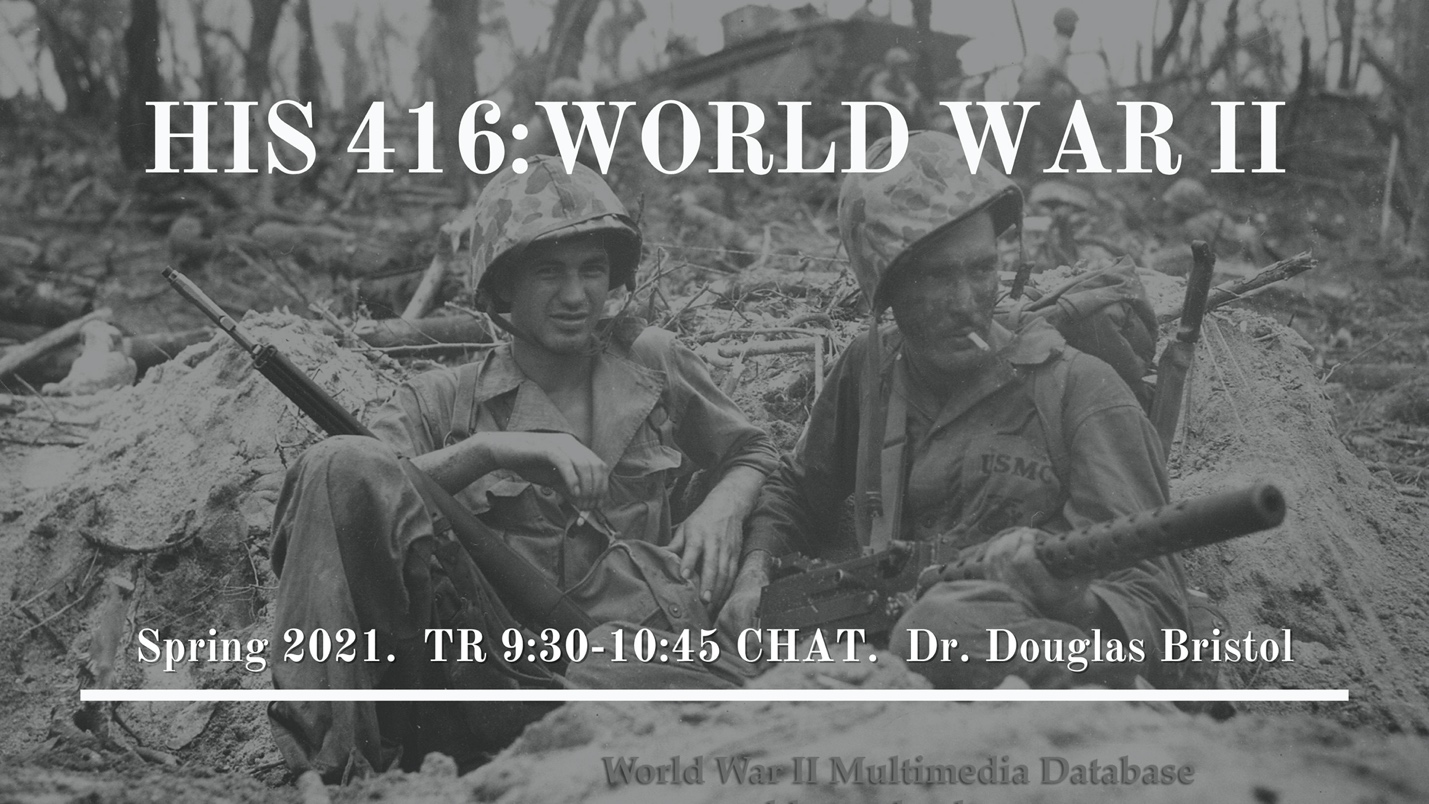 HIS 416:WORLD WAR II
USMC
Spring 2021. TR 9:30-10:45 CHAT. Dr. Douglas Bristol
World War II Multimedia Database